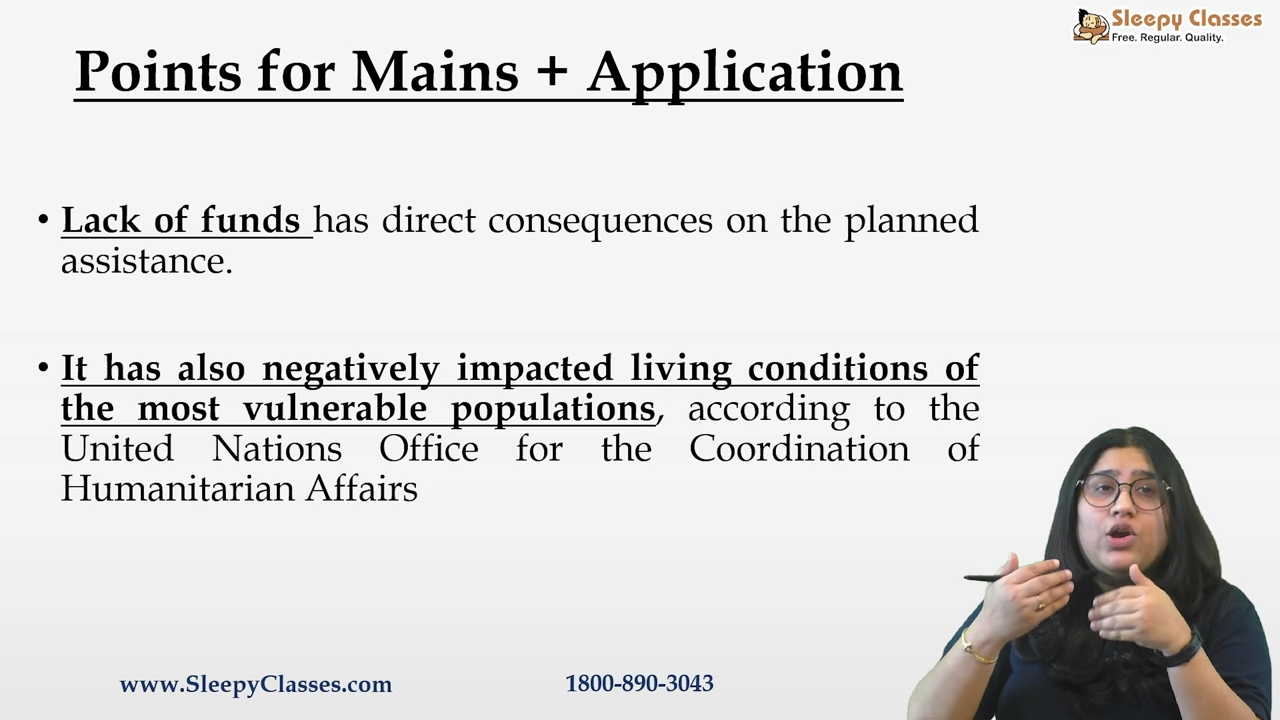 Sleepy Classes
Free. Regular. Quality.
Points for Mains + Application
• Lack of funds has direct consequences on the planned
assistance.
• It has also negatively impacted living conditions of
the most vulnerable populations, according to the
United Nations Office for the Coordination of
Humanitarian Affairs
www.SleepyClasses.com
1800-890-3043